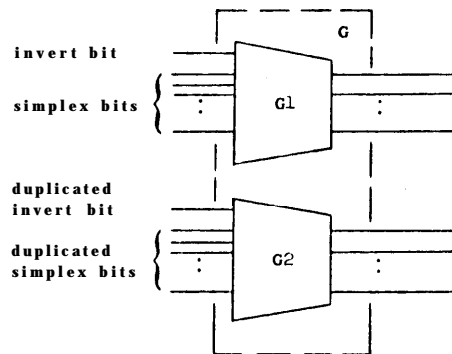 G
invert bit
simplex bits
G1
duplicated
invert bit
duplicated
simplex bits
G2